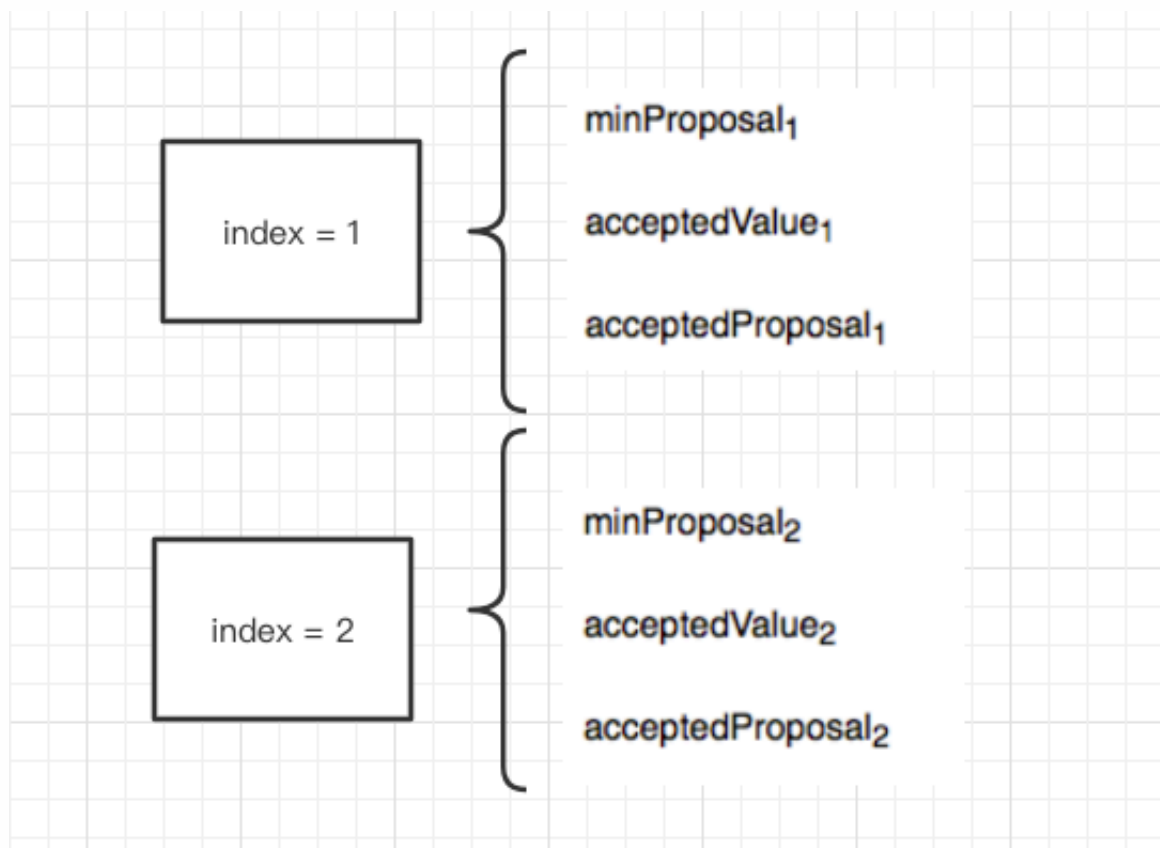 minProposal₁
index = 1
acceptedValue₁
acceptedProposal₁
minProposal₂
index = 2
acceptedValue₂
acceptedProposal₂